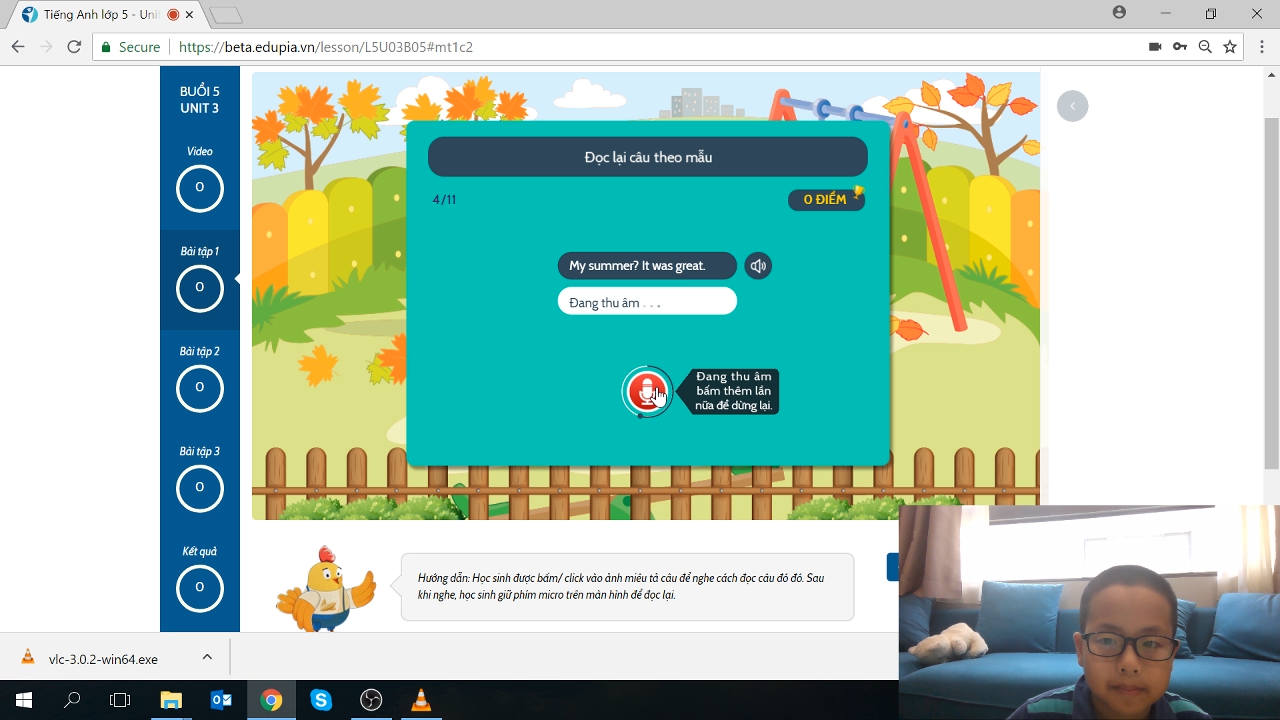 Tiếng Anh lớp 5 - Uni
Secure
https://beta.edupia.vn/lesson/L5U03B05#mt1c2
BUỔI 5
UNIT 3
Video
0
Bài tập 1
0
Bài tập 2
0
Bài tập 3
0
Kết quả
0
Đọc lại câu theo mẫu
4/11
0 ĐIỂM
My summer? It was great.
Đang thu âm . . .
Đang thu âm
bấm thêm lần
nữa để dừng lại.
Hướng dẫn: Học sinh được bấm/ click vào ảnh miêu tả câu để nghe cách đọc câu đó đó. Sau
khi nghe, học sinh giữ phím micro trên màn hình để đọc lại.
vlc-3.0.2-win64.exe